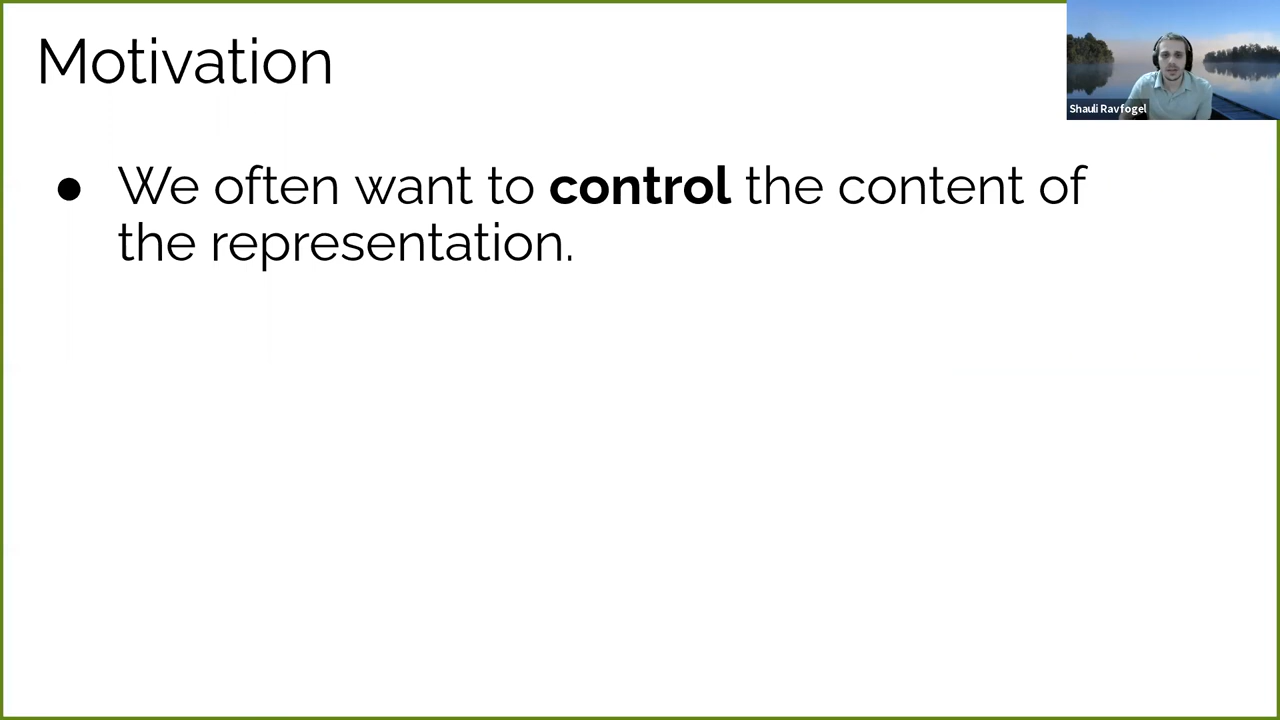 Motivation
Shauli Ravfogel
● We often want to control the content of
the representation.